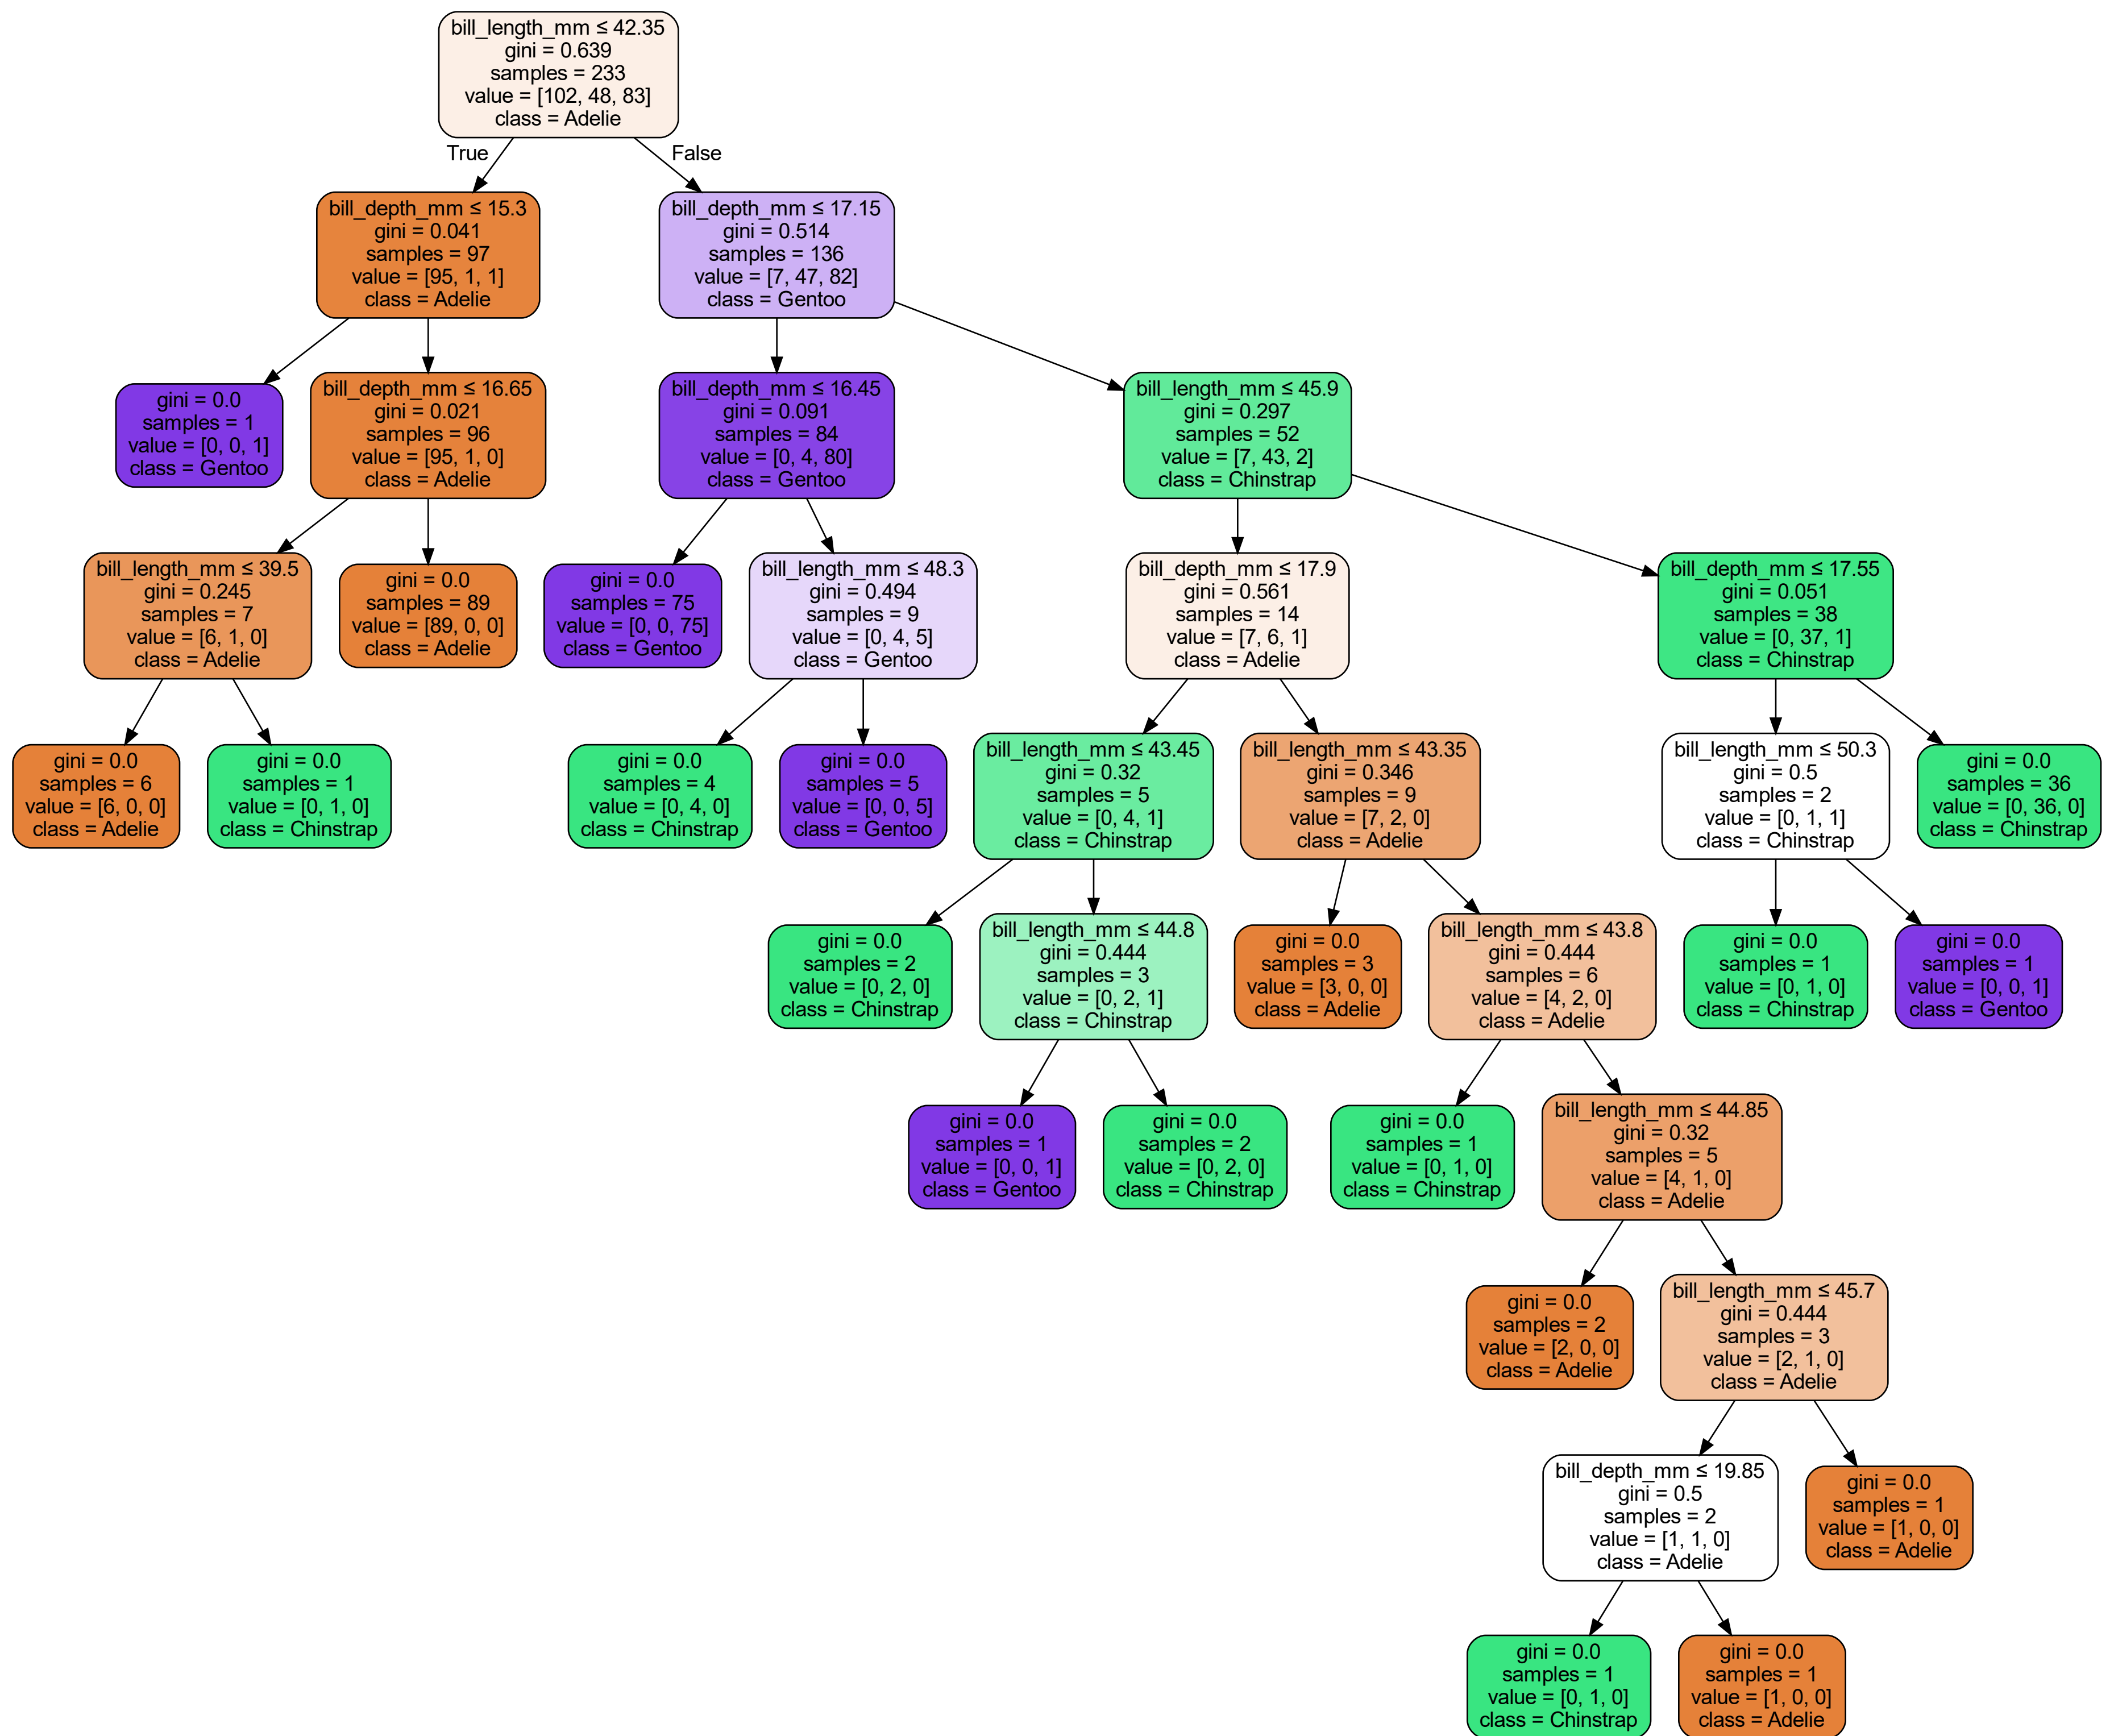 bill_length_mm ≤ 42.35
gini = 0.639
samples = 233
value = [102, 48, 83]
class = Adelie
True
False
bill_depth_mm ≤ 15.3
gini = 0.041
samples = 97
value = [95, 1, 1]
class = Adelie
bill_depth_mm ≤ 17.15
gini = 0.514
samples = 136
value = [7, 47, 82]
class = Gentoo
gini = 0.0
samples = 1
value = [0, 0, 1]
class = Gentoo
bill_depth_mm ≤ 16.65
gini = 0.021
samples = 96
value = [95, 1, 0]
class = Adelie
bill_depth_mm ≤ 16.45
gini = 0.091
samples = 84
value = [0, 4, 80]
class = Gentoo
bill_length_mm ≤ 45.9
gini = 0.297
samples = 52
value = [7, 43, 2]
class = Chinstrap
bill_length_mm ≤ 39.5
gini = 0.245
samples = 7
value = [6, 1, 0]
class = Adelie
gini = 0.0
samples = 89
value = [89, 0, 0]
class = Adelie
gini = 0.0
samples = 75
value = [0, 0, 75]
class = Gentoo
bill_length_mm ≤ 48.3
gini = 0.494
samples = 9
value = [0, 4, 5]
class = Gentoo
bill_depth_mm ≤ 17.9
gini = 0.561
samples = 14
value = [7, 6, 1]
class = Adelie
bill_depth_mm ≤ 17.55
gini = 0.051
samples = 38
value = [0, 37, 1]
class = Chinstrap
gini = 0.0
samples = 6
value = [6, 0, 0]
class = Adelie
gini = 0.0
samples = 1
value = [0, 1, 0]
class = Chinstrap
gini = 0.0
samples = 4
value = [0, 4, 0]
class = Chinstrap
gini = 0.0
samples = 5
value = [0, 0, 5]
class = Gentoo
bill_length_mm ≤ 43.45
gini = 0.32
samples = 5
value = [0, 4, 1]
class = Chinstrap
bill_length_mm ≤ 43.35
gini = 0.346
samples = 9
value = [7, 2, 0]
class = Adelie
bill_length_mm ≤ 50.3
gini = 0.5
samples = 2
value = [0, 1, 1]
class = Chinstrap
gini = 0.0
samples = 36
value = [0, 36, 0]
class = Chinstrap
gini = 0.0
samples = 2
value = [0, 2, 0]
class = Chinstrap
bill_length_mm ≤ 44.8
gini = 0.444
samples = 3
value = [0, 2, 1]
class = Chinstrap
gini = 0.0
samples = 3
value = [3, 0, 0]
class = Adelie
bill_length_mm ≤ 43.8
gini = 0.444
samples = 6
value = [4, 2, 0]
class = Adelie
gini = 0.0
samples = 1
value = [0, 1, 0]
class = Chinstrap
gini = 0.0
samples = 1
value = [0, 0, 1]
class = Gentoo
gini = 0.0
samples = 1
value = [0, 0, 1]
class = Gentoo
gini = 0.0
samples = 2
value = [0, 2, 0]
class = Chinstrap
gini = 0.0
samples = 1
value = [0, 1, 0]
class = Chinstrap
bill_length_mm ≤ 44.85
gini = 0.32
samples = 5
value = [4, 1, 0]
class = Adelie
gini = 0.0
samples = 2
value = [2, 0, 0]
class = Adelie
bill_length_mm ≤ 45.7
gini = 0.444
samples = 3
value = [2, 1, 0]
class = Adelie
bill_depth_mm ≤ 19.85
gini = 0.5
samples = 2
value = [1, 1, 0]
class = Adelie
gini = 0.0
samples = 1
value = [1, 0, 0]
class = Adelie
gini = 0.0
samples = 1
value = [0, 1, 0]
class = Chinstrap
gini = 0.0
samples = 1
value = [1, 0, 0]
class = Adelie